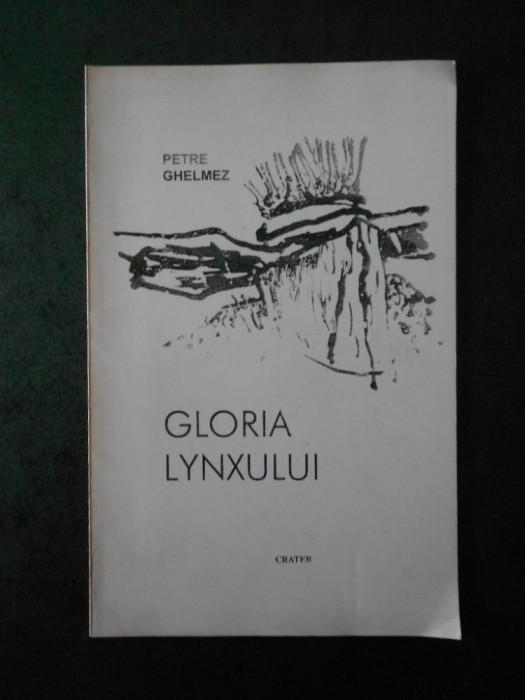 PETRE
GHELMEZ
GLORIA
LYNXULUI
CRATER